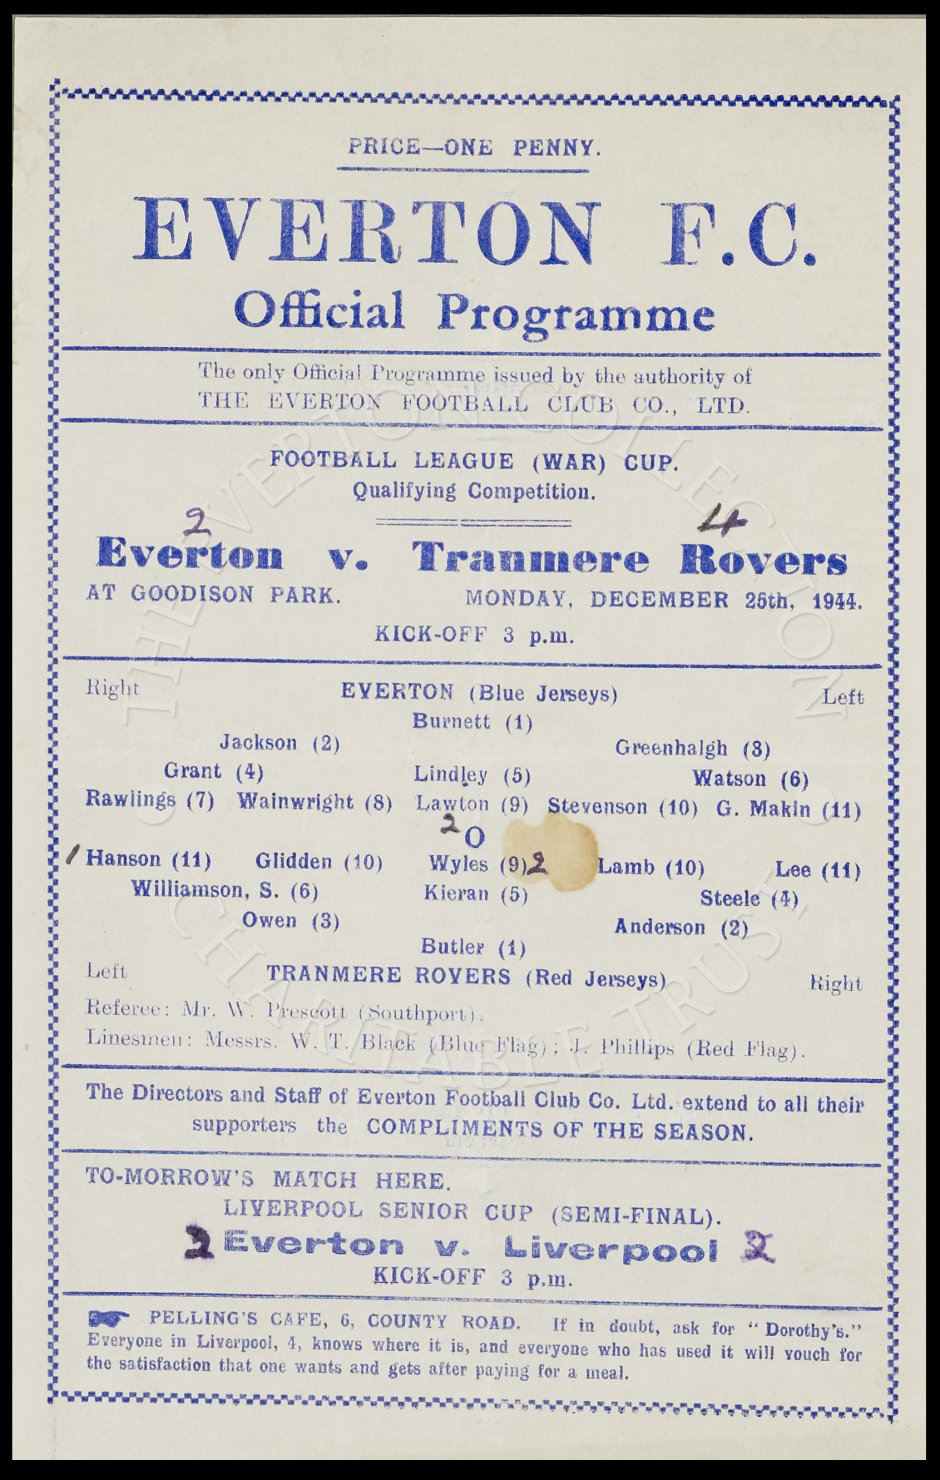 PRICE—ONE PENNY.
EVERTON F.C.
Official Programme
The only Official Programme issued by the authority of
THE EVERTON FOOTBALL CLUB CO., LTD.
FOOTBALL LEAGUE (WAR) CUP.
Qualifying Competition.
2 4
Everton v. Tranmere Rovers
AT GOODISON PARK. MONDAY, DECEMBER 25th, 1944.
KICK-OFF 3 p.m.
Right EVERTON (Blue Jerseys) Left
Burnett (1)
Jackson (2) Greenhalgh (3)
Grant (4) Lindley (5) Watson (6)
Rawlings (7) Wainwright (8) Lawton (9) Stevenson (10) G. Makin (11)
2 O
1 Hanson (11) Glidden (10) Wyles (9) 2 Lamb (10) Lee (11)
Williamson, S. (6) Kieran (5) Steele (4)
Owen (3) Anderson (2)
Butler (1)
Left TRANMERE ROVERS (Red Jerseys) Right
Referee: Mr. W. Prescott (Southport).
Linesmen: Messrs. W. T. Black (Blue Flag); J. Phillips (Red Flag).
The Directors and Staff of Everton Football Club Co. Ltd. extend to all their
supporters the COMPLIMENTS OF THE SEASON.
TO-MORROW'S MATCH HERE.
LIVERPOOL SENIOR CUP (SEMI-FINAL).
2 Everton v. Liverpool 2
KICK-OFF 3 p.m.
PELLING'S CAFE, 6, COUNTY ROAD. If in doubt, ask for "Dorothy's."
Everyone in Liverpool, 4, knows where it is, and everyone who has used it will vouch for
the satisfaction that one wants and gets after paying for a meal.
THE EVERTON COLLECTION
CHARITABLE TRUST